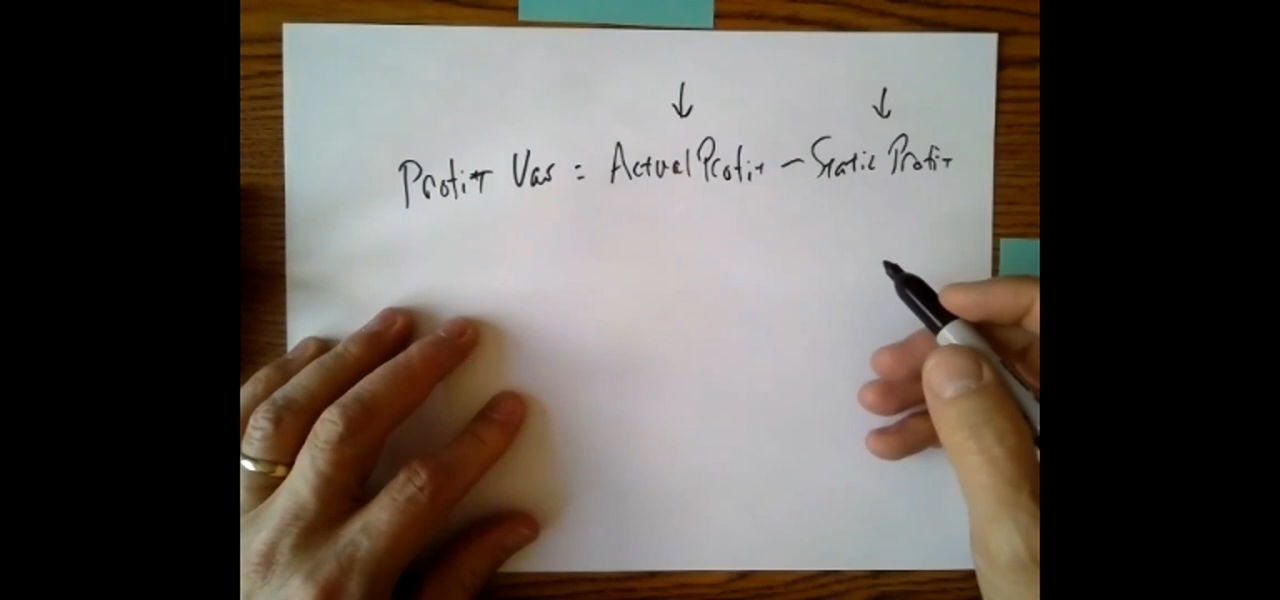 ↓ ↓
Profit Var = Actual Profit - Static Profit